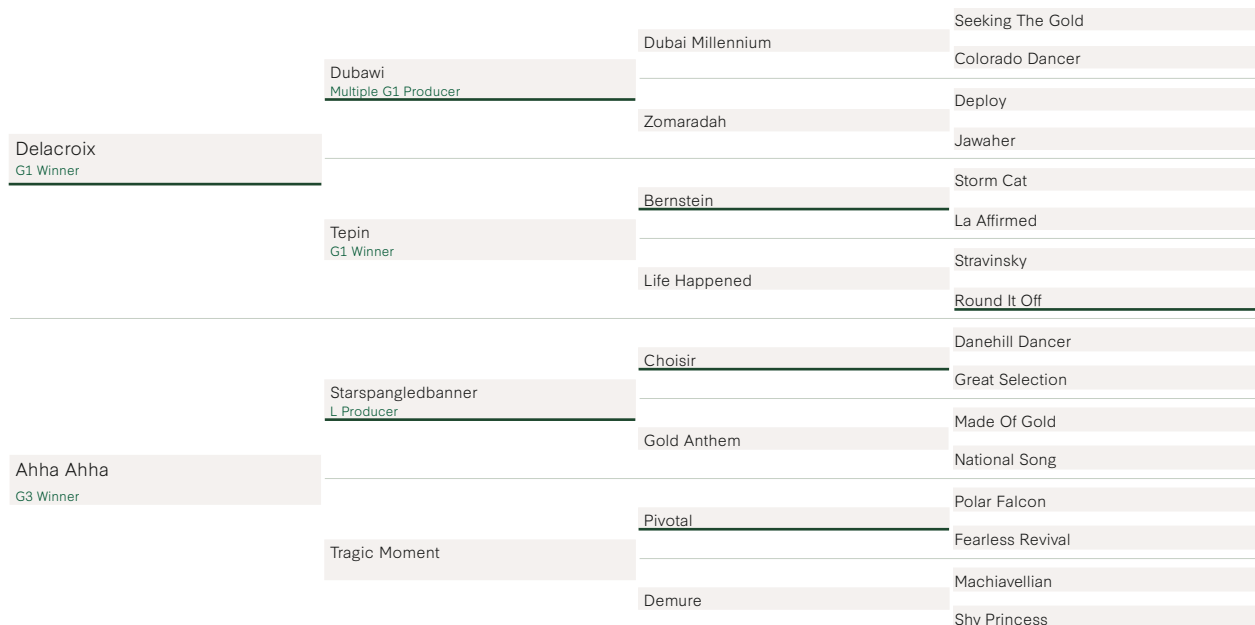 Delacroix
G1 Winner
Ahha Ahha
G3 Winner
Dubawi
Multiple G1 Producer
Tepin
G1 Winner
Starspangledbanner
L Producer
Tragic Moment
Dubai Millennium
Zomaradah
Bernstein
Life Happened
Choisir
Gold Anthem
Pivotal
Demure
Seeking The Gold
Colorado Dancer
Deploy
Jawaher
Storm Cat
La Affirmed
Stravinsky
Round It Off
Danehill Dancer
Great Selection
Made Of Gold
National Song
Polar Falcon
Fearless Revival
Machiavellian
Shy Princess